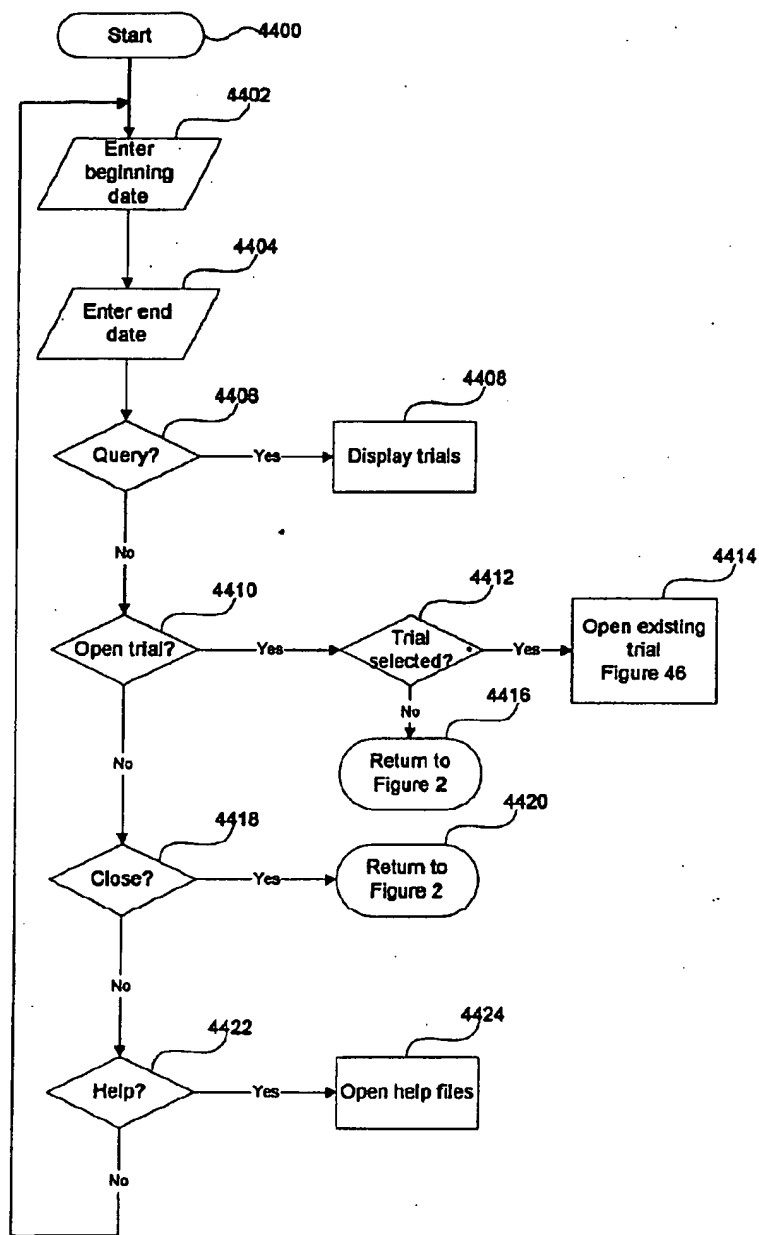 Start
4400
4402
Enter
beginning
date
4404
Enter end
date
4406
Query?
Yes
4408
Display trials
No
4410
Open trial?
Yes
4412
Trial
selected?
Yes
4414
Open existing
trial
Figure 46
No
4416
Return to
Figure 2
No
4418
Close?
Yes
4420
Return to
Figure 2
No
4422
Help?
Yes
4424
Open help files
No